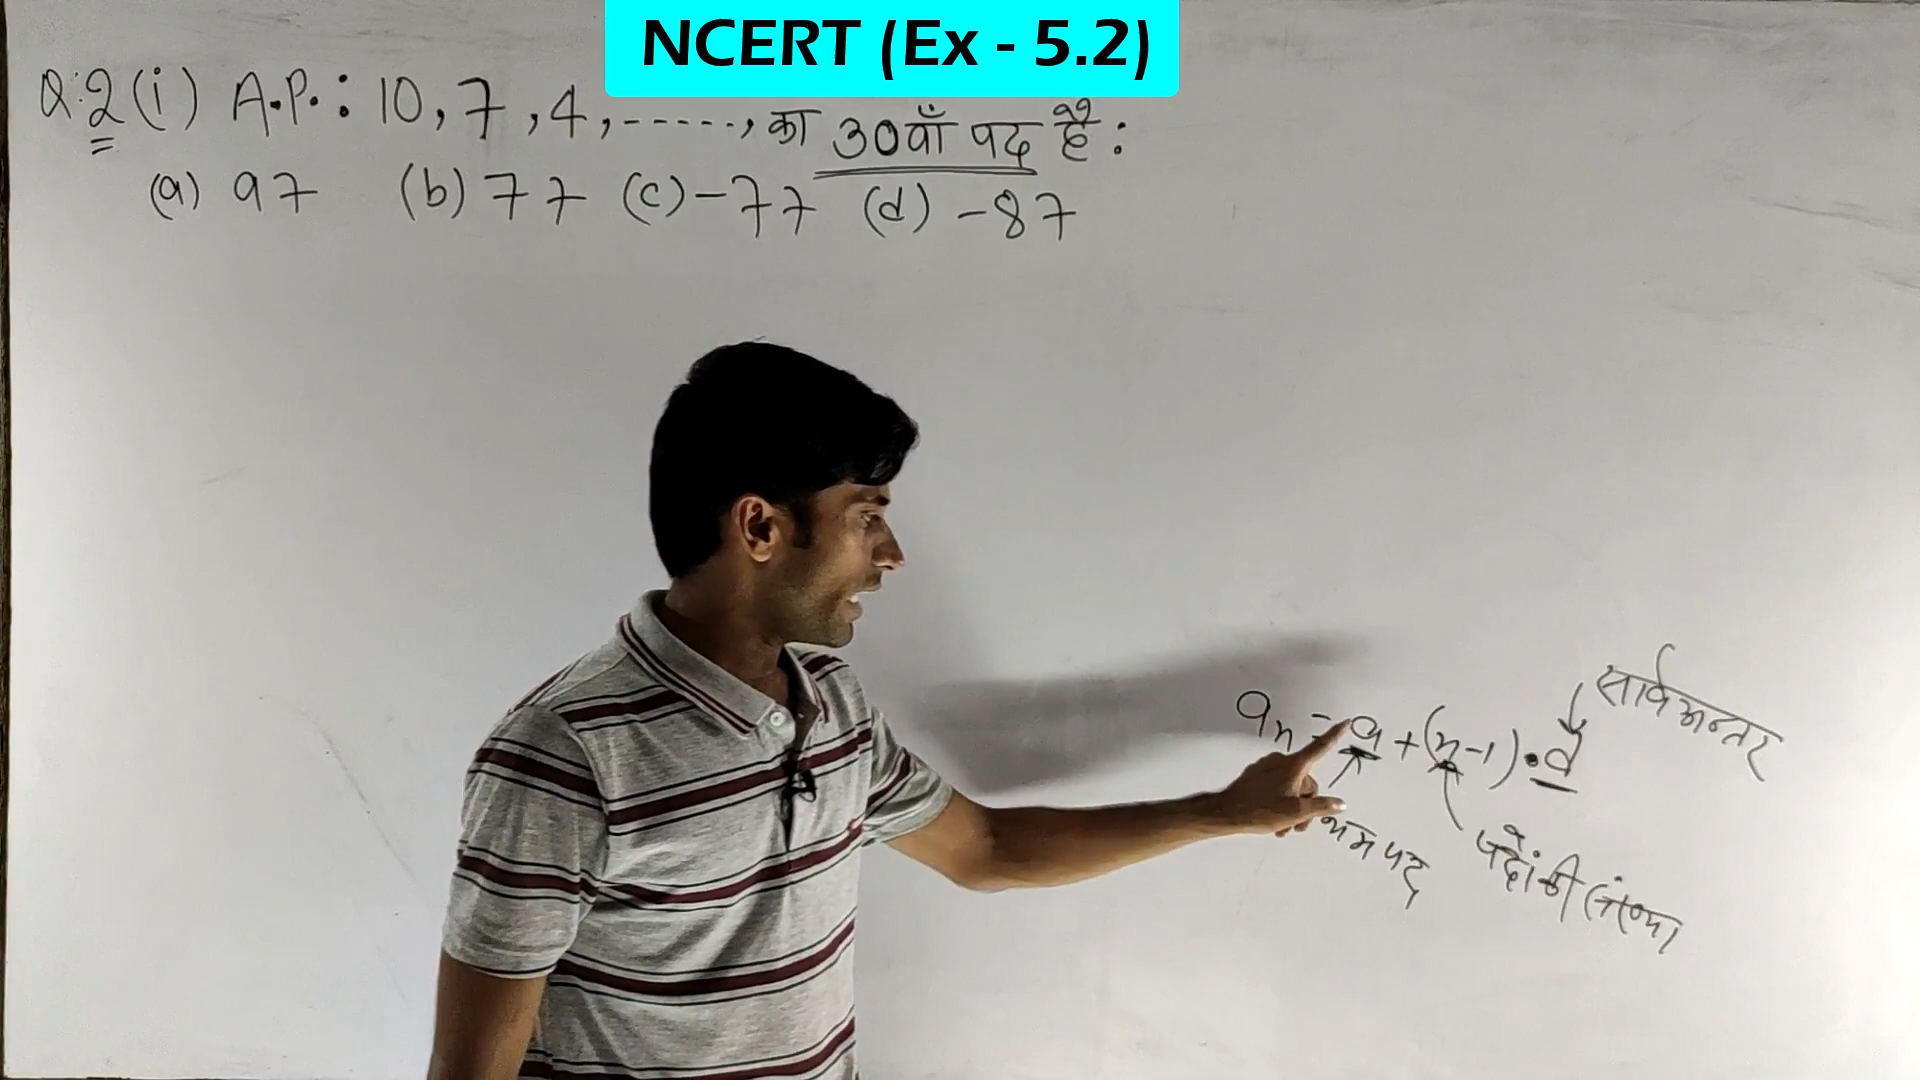 NCERT (Ex - 5.2)
Q.2 (i) A.P.: 10, 7, 4, -----, का 30वाँ पद है :
(a) 97 (b) 77 (c) -77 (d) -87
सार्वअन्तर
an = a + (n-1) . d
पद
पदों की संख्या